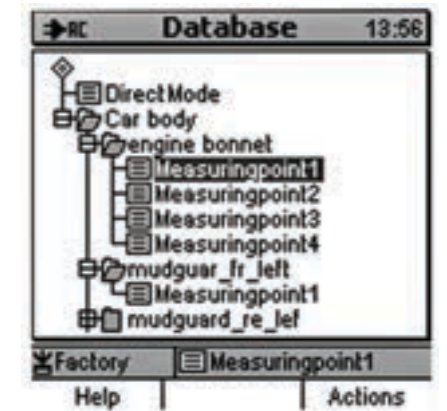 RC Database 13:56
DirectMode
Car body
engine bonnet
Measuringpoint1
Measuringpoint2
Measuringpoint3
Measuringpoint4
mudguar_fr_left
Measuringpoint1
mudguard_re_lef
Factory Measuringpoint1
Help Actions